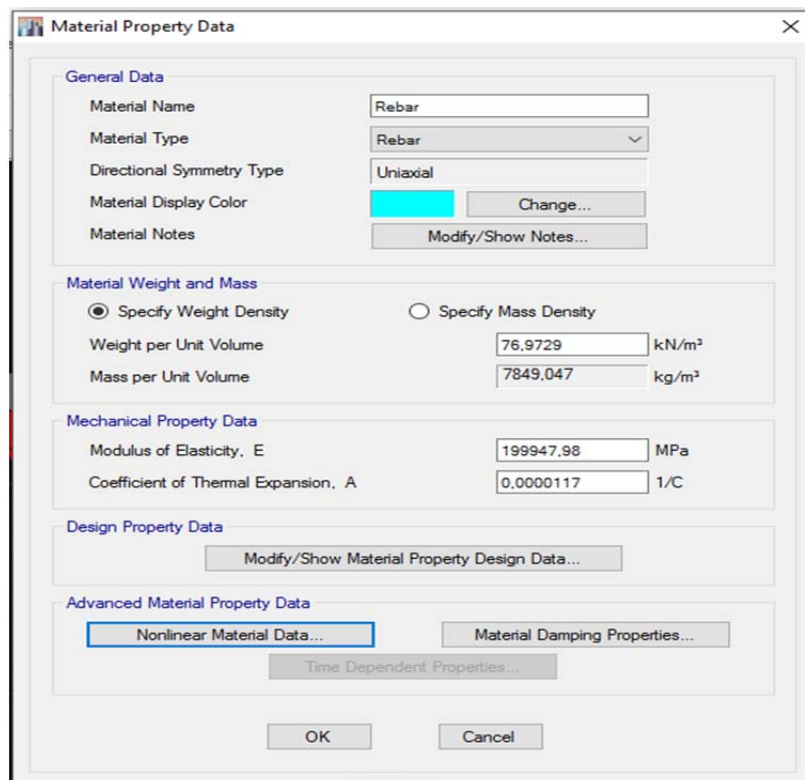 Material Property Data
General Data
Material Name Rebar
Material Type Rebar
Directional Symmetry Type Uniaxial
Material Display Color Change...
Material Notes Modify/Show Notes...
Material Weight and Mass
Specify Weight Density Specify Mass Density
Weight per Unit Volume 76,9729 kN/m³
Mass per Unit Volume 7849,047 kg/m³
Mechanical Property Data
Modulus of Elasticity, E 199947,98 MPa
Coefficient of Thermal Expansion, A 0,0000117 1/C
Design Property Data
Modify/Show Material Property Design Data...
Advanced Material Property Data
Nonlinear Material Data... Material Damping Properties...
Time Dependent Properties...
OK Cancel